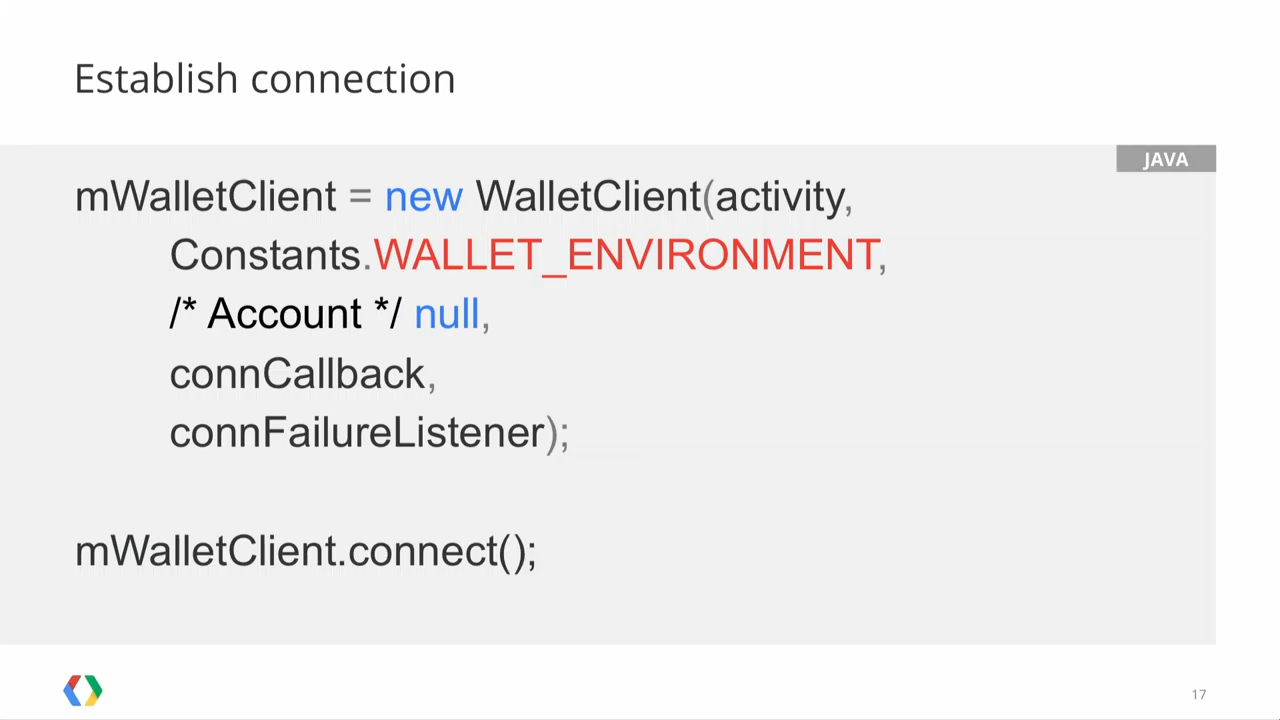 Establish connection
JAVA
mWalletClient = new WalletClient(activity,
Constants.WALLET_ENVIRONMENT,
/* Account */ null,
connCallback,
connFailureListener);
mWalletClient.connect();
17